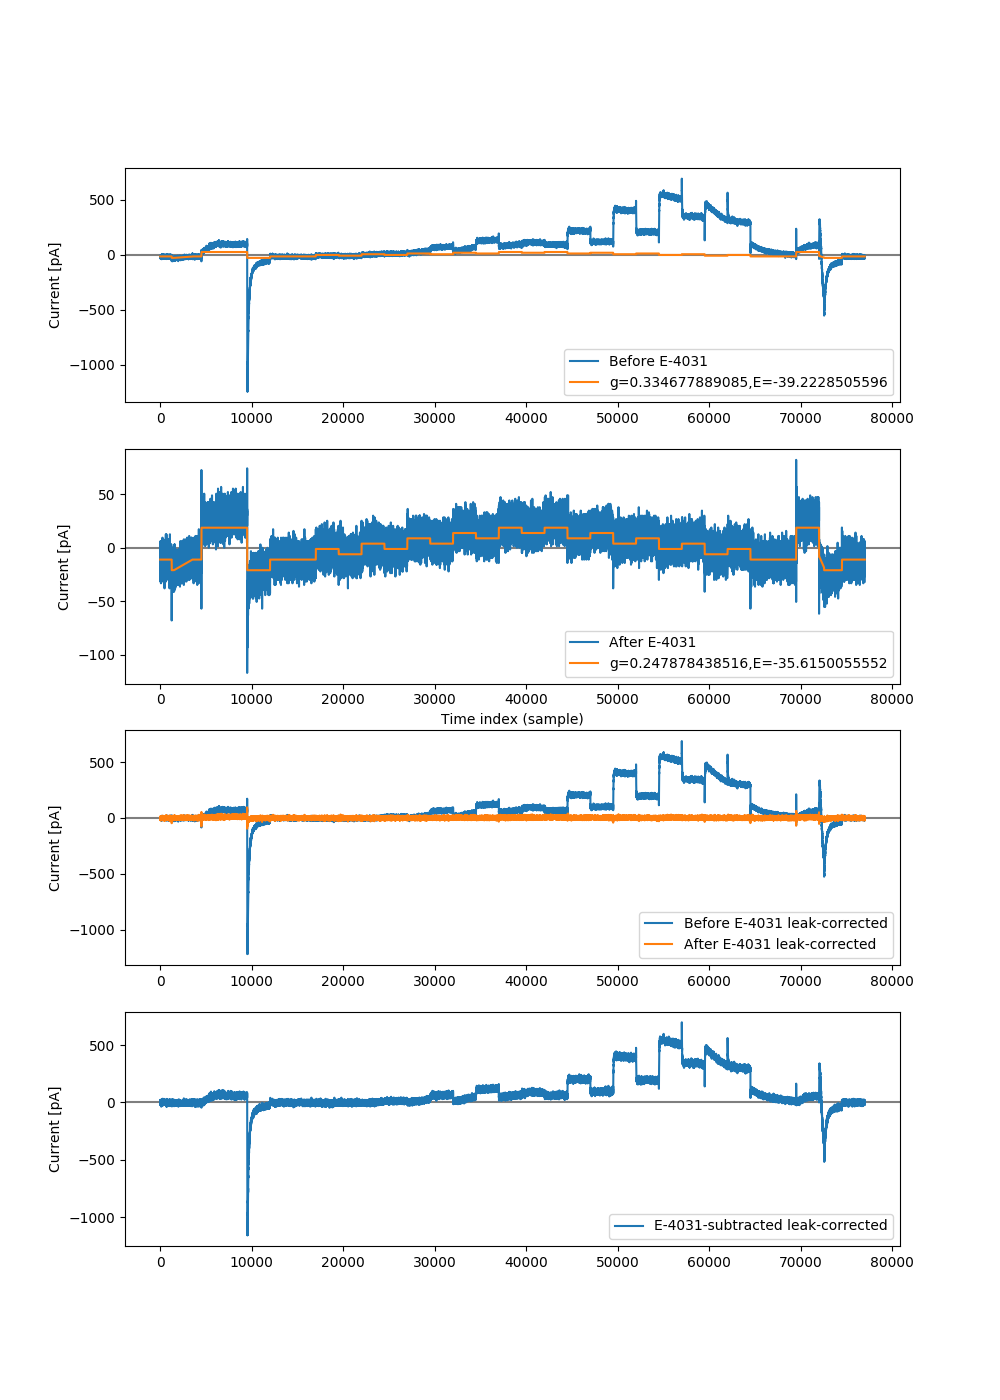 500
0
−500
−1000
Current [pA]
Before E-4031
g=0.334677889085,E=-39.2228505596
0 10000 20000 30000 40000 50000 60000 70000 80000
50
0
−50
−100
Current [pA]
After E-4031
g=0.247878438516,E=-35.6150055552
0 10000 20000 30000 40000 50000 60000 70000 80000
Time index (sample)
500
0
−500
−1000
Current [pA]
Before E-4031 leak-corrected
After E-4031 leak-corrected
0 10000 20000 30000 40000 50000 60000 70000 80000
500
0
−500
−1000
Current [pA]
E-4031-subtracted leak-corrected
0 10000 20000 30000 40000 50000 60000 70000 80000